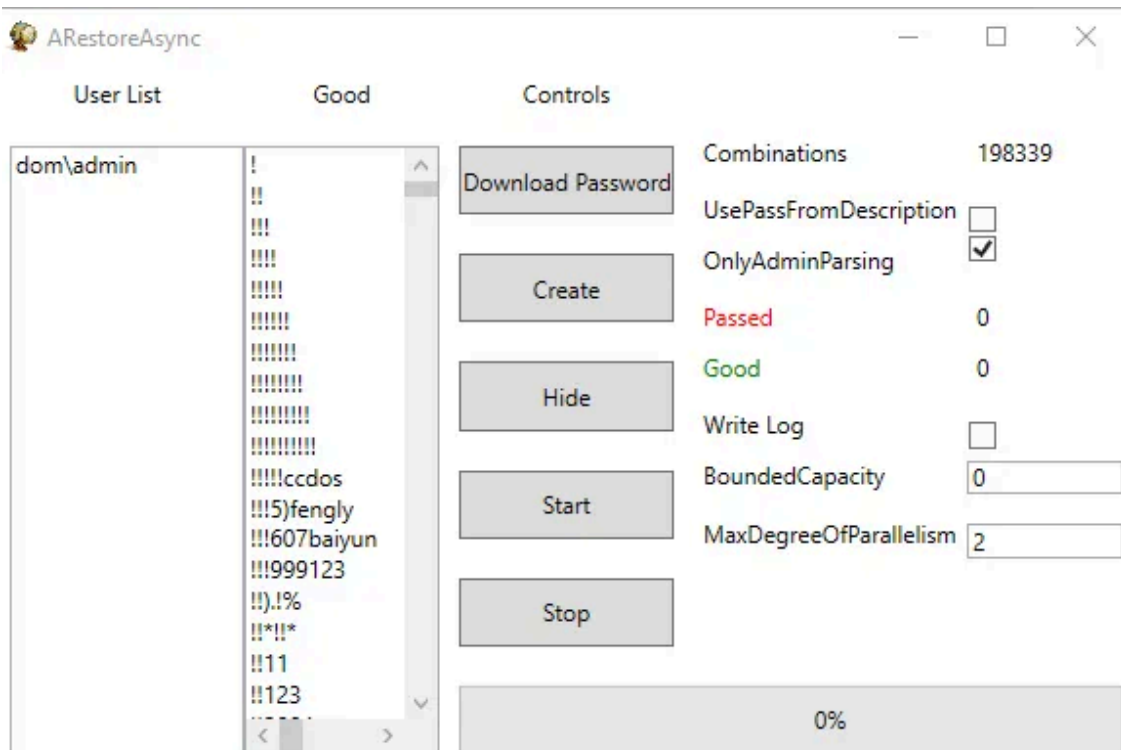 ARestoreAsync
User List
Good
Controls
dom\admin
!
!!
!!!
!!!!
!!!!!
!!!!!!
!!!!!!!
!!!!!!!!
!!!!!!!!!
!!!!!!!!!!
!!!!!ccdos
!!!5)fengly
!!!607baiyun
!!!999123
!!).!%
!!*!!*
!!11
!!123
Download Password
Create
Hide
Start
Stop
Combinations 198339
UsePassFromDescription
OnlyAdminParsing
Passed 0
Good 0
Write Log
BoundedCapacity 0
MaxDegreeOfParallelism 2
0%